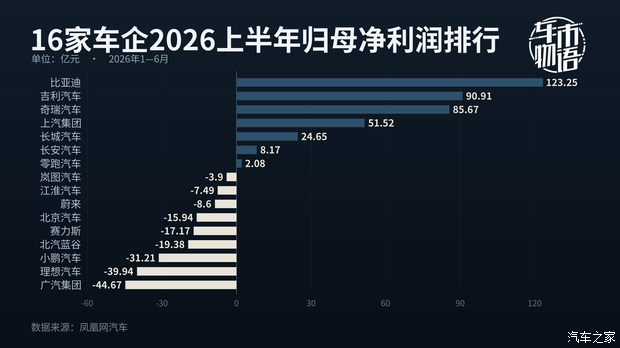 16家车企2026上半年归母净利润排行
车市
物语
单位：亿元 · 2026年1—6月
比亚迪 123.25
吉利汽车 90.91
奇瑞汽车 85.67
上汽集团 51.52
长城汽车 24.65
长安汽车 8.17
零跑汽车 2.08
岚图汽车 -3.9
江淮汽车 -7.49
蔚来 -8.6
北京汽车 -15.94
赛力斯 -17.17
北汽蓝谷 -19.38
小鹏汽车 -31.21
理想汽车 -39.94
广汽集团 -44.67
-60 -30 0 30 60 90 120
数据来源：凤凰网汽车
汽车之家